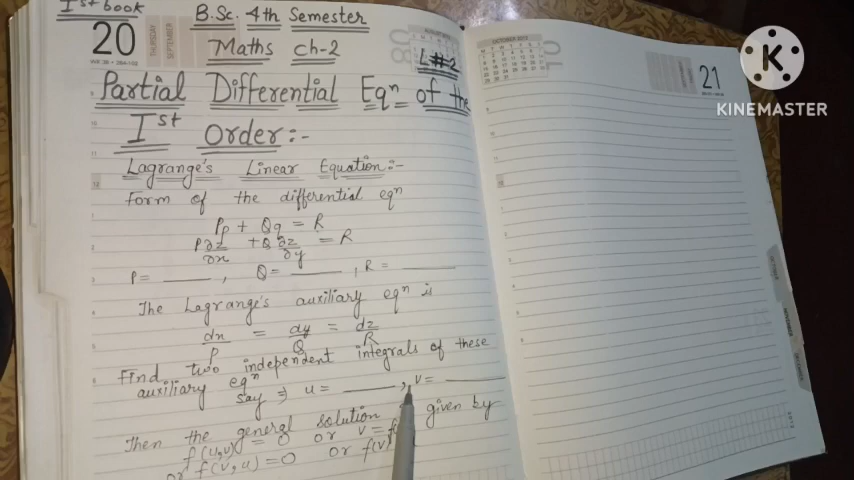 Ist book
B.Sc. 4th Semester
20 THURSDAY SEPTEMBER
Maths ch-2
L#2
Partial Differential Eqn of the
Ist Order:-
Lagrange's Linear Equation:-
Form of the differential eqn
Pp + Qq = R
P∂z/∂x + Q∂z/∂y = R
P= ____, Q= ____, R= ____
The Lagrange's auxiliary eqn is
dx/P = dy/Q = dz/R
Find two independent integrals of these
auxiliary eqn
say ⇒ u = ____, v= ____
Then the general solution given by
f(u,v) = 0 or v = f
or f(v,u) = 0 or f(v)
OCTOBER
21
KINEMASTER